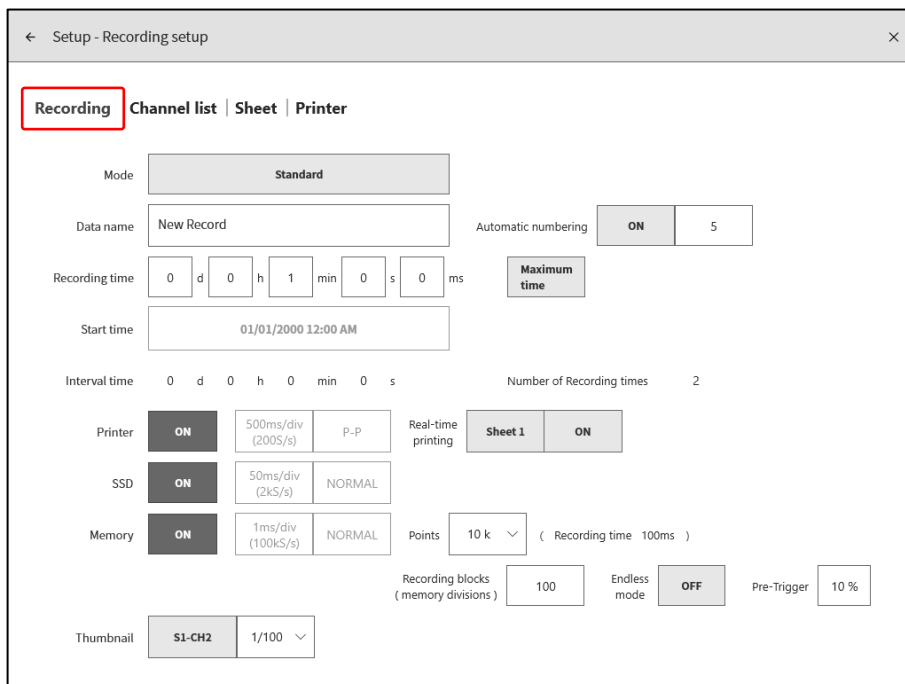 ← Setup - Recording setup ×
Recording Channel list | Sheet | Printer
Mode Standard
Data name New Record Automatic numbering ON 5
Recording time 0 d 0 h 1 min 0 s 0 ms Maximum time
Start time 01/01/2000 12:00 AM
Interval time 0 d 0 h 0 min 0 s Number of Recording times 2
Printer ON 500ms/div (200S/s) P-P Real-time printing Sheet 1 ON
SSD ON 50ms/div (2kS/s) NORMAL
Memory ON 1ms/div (100kS/s) NORMAL Points 10 k ( Recording time 100ms )
Recording blocks ( memory divisions ) 100 Endless mode OFF Pre-Trigger 10 %
Thumbnail S1-CH2 1/100